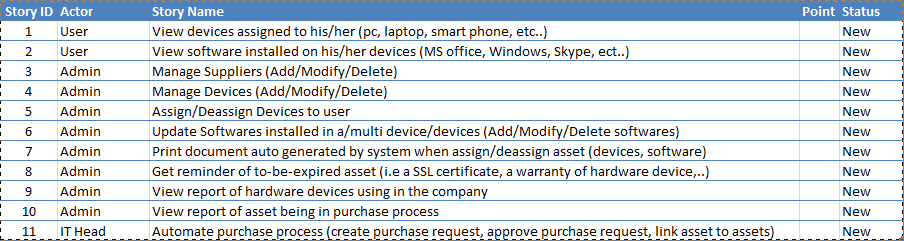 Story ID Actor Story Name Point Status
1 User View devices assigned to his/her (pc, laptop, smart phone, etc..) New
2 User View software installed on his/her devices (MS office, Windows, Skype, ect..) New
3 Admin Manage Suppliers (Add/Modify/Delete) New
4 Admin Manage Devices (Add/Modify/Delete) New
5 Admin Assign/Deassign Devices to user New
6 Admin Update Softwares installed in a/multi device/devices (Add/Modify/Delete softwares) New
7 Admin Print document auto generated by system when assign/deassign asset (devices, software) New
8 Admin Get reminder of to-be-expired asset (i.e a SSL certificate, a warranty of hardware device,..) New
9 Admin View report of hardware devices using in the company New
10 Admin View report of asset being in purchase process New
11 IT Head Automate purchase process (create purchase request, approve purchase request, link asset to assets) New